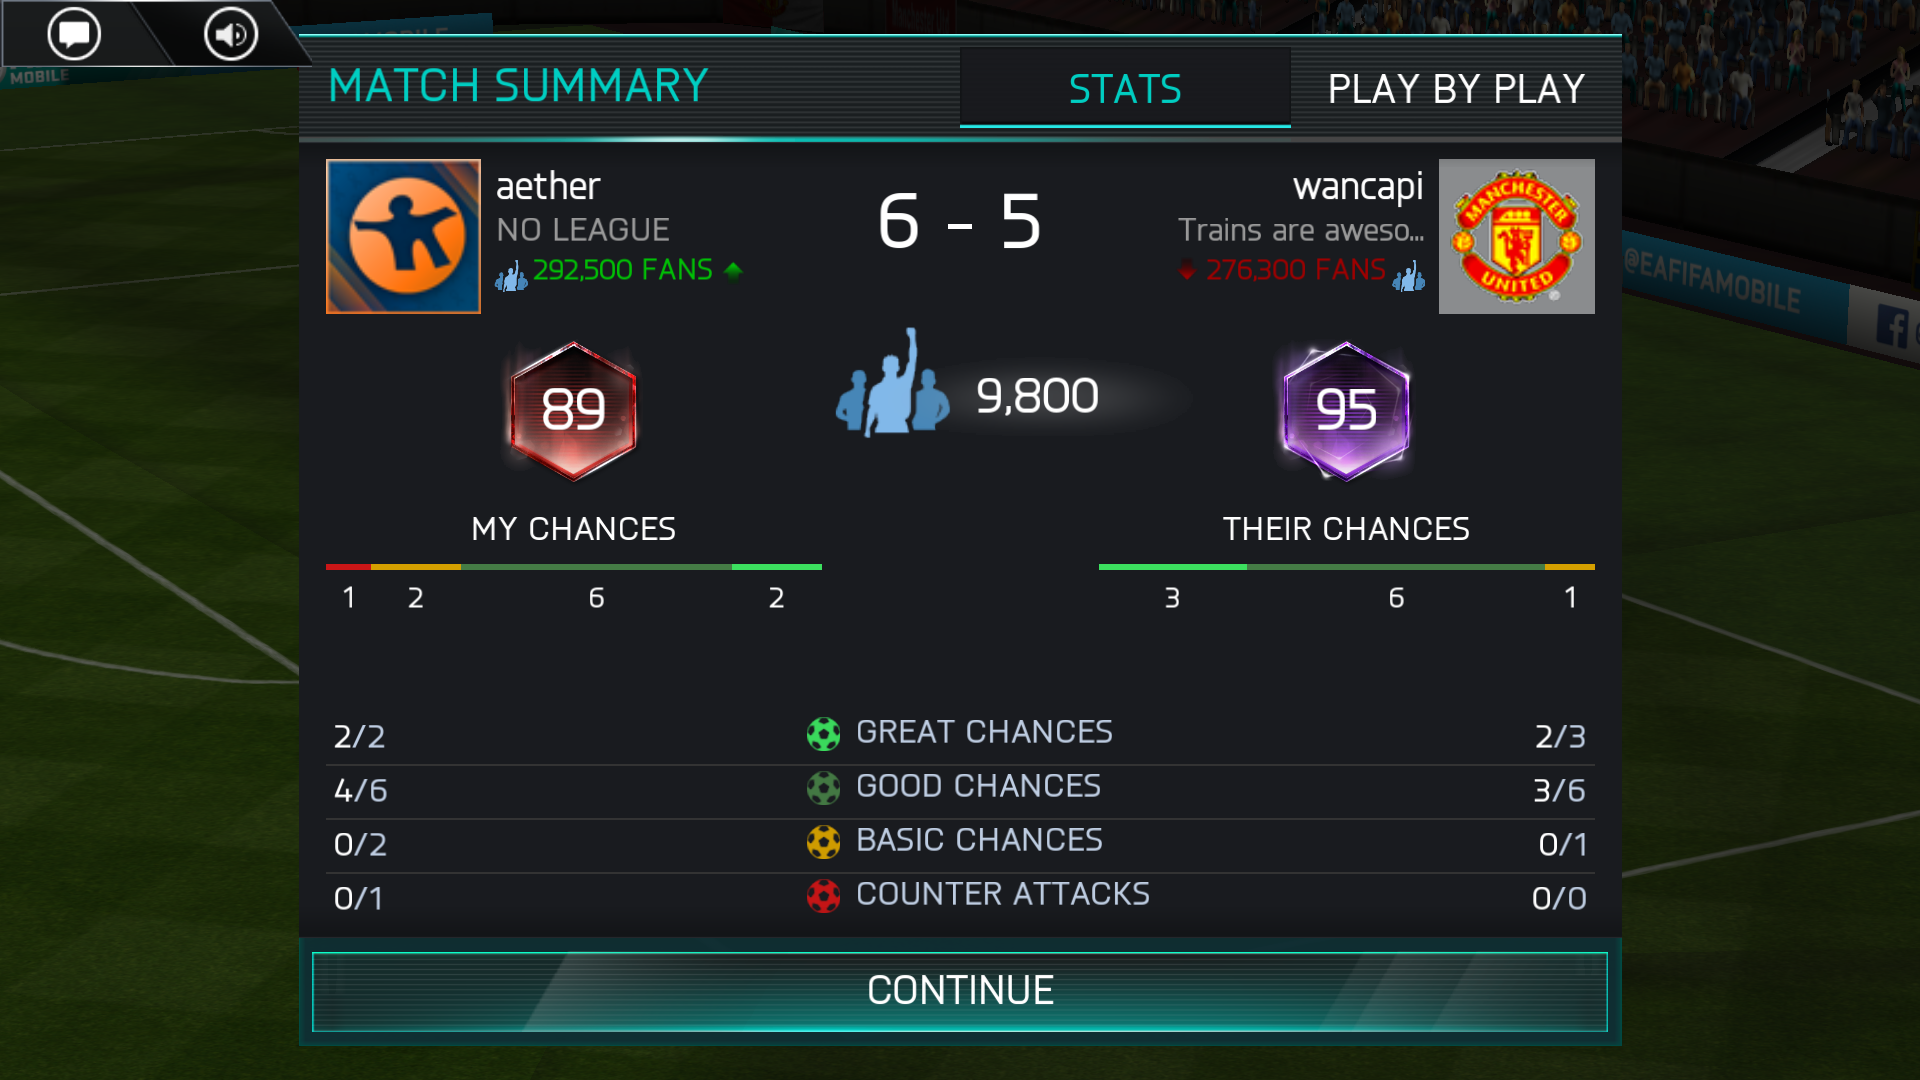 MOBILE
MATCH SUMMARY
STATS
PLAY BY PLAY
aether
NO LEAGUE
292,500 FANS
6 - 5
wancapi
Trains are aweso...
276,300 FANS
MANCHESTER
UNITED
@EAFIFAMOBILE
89
9,800
95
MY CHANCES
THEIR CHANCES
1 2 6 2
3 6 1
2/2 GREAT CHANCES 2/3
4/6 GOOD CHANCES 3/6
0/2 BASIC CHANCES 0/1
0/1 COUNTER ATTACKS 0/0
CONTINUE